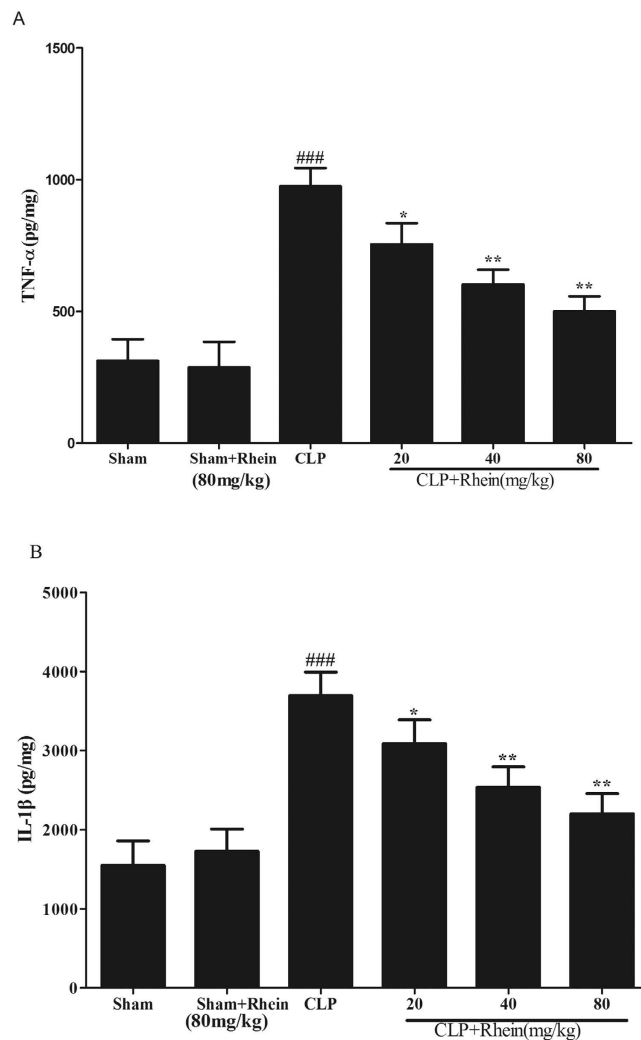 A
1500
1000
500
0
TNF-α (pg/mg)
###
*
**
**
Sham
Sham+Rhein
(80mg/kg)
CLP
20
40
80
CLP+Rhein(mg/kg)
B
5000
4000
3000
2000
1000
0
IL-1β (pg/mg)
###
*
**
**
Sham
Sham+Rhein
(80mg/kg)
CLP
20
40
80
CLP+Rhein(mg/kg)